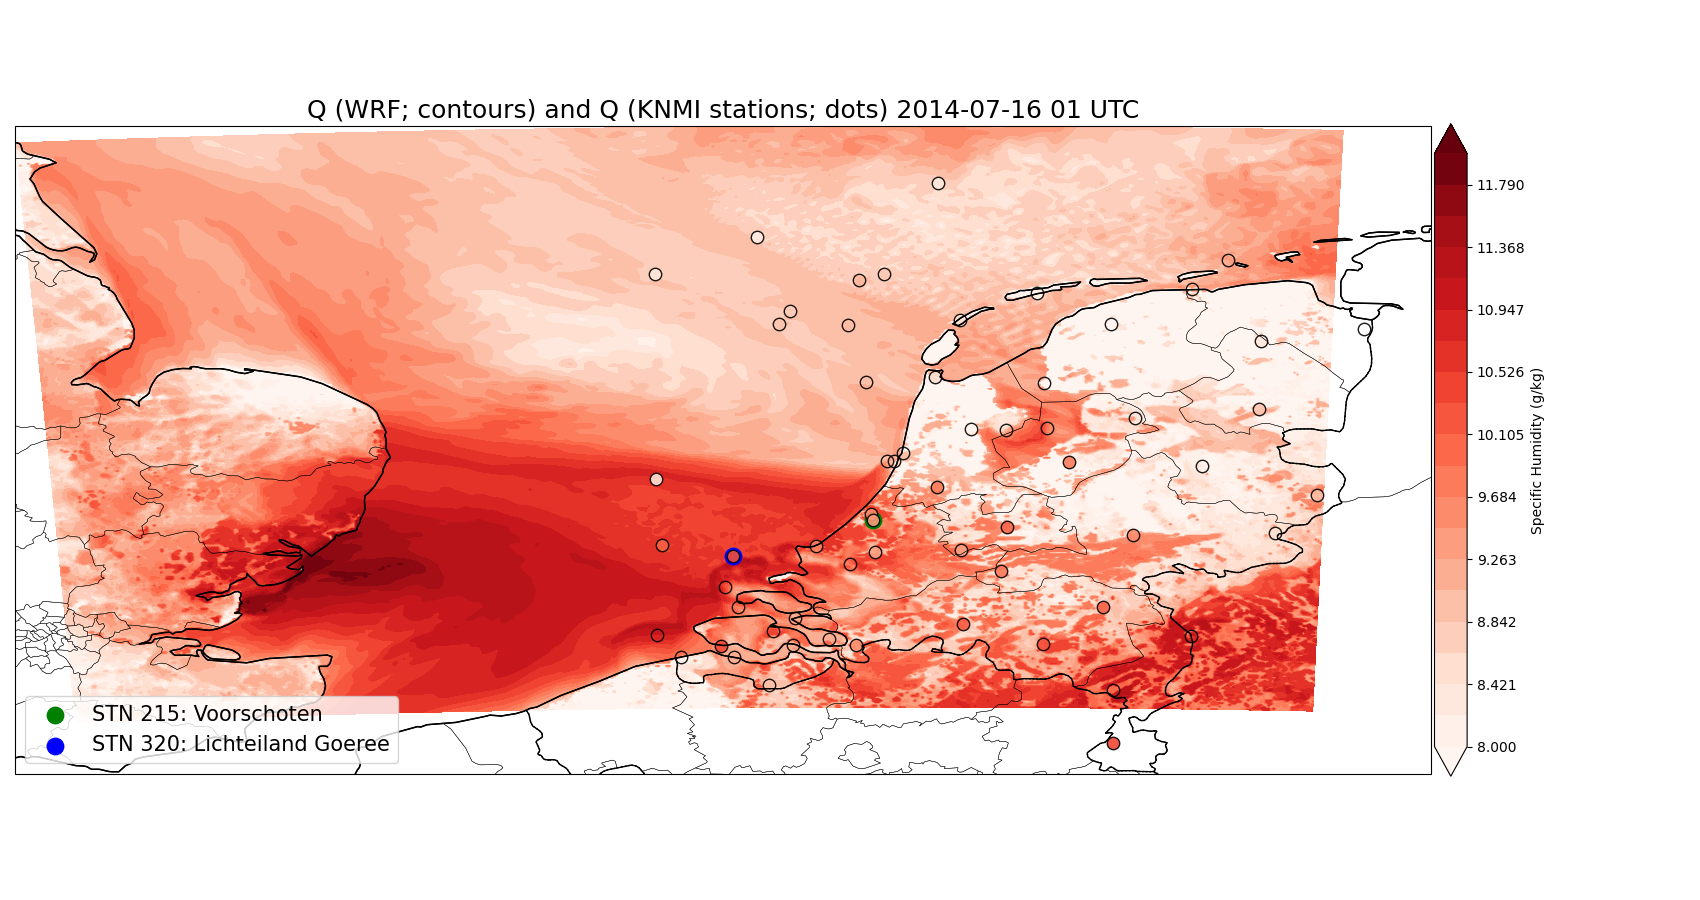 Q (WRF; contours) and Q (KNMI stations; dots) 2014-07-16 01 UTC
11.790
11.368
10.947
10.526
10.105
9.684
9.263
8.842
8.421
8.000
Specific Humidity (g/kg)
STN 215: Voorschoten
STN 320: Lichteiland Goeree